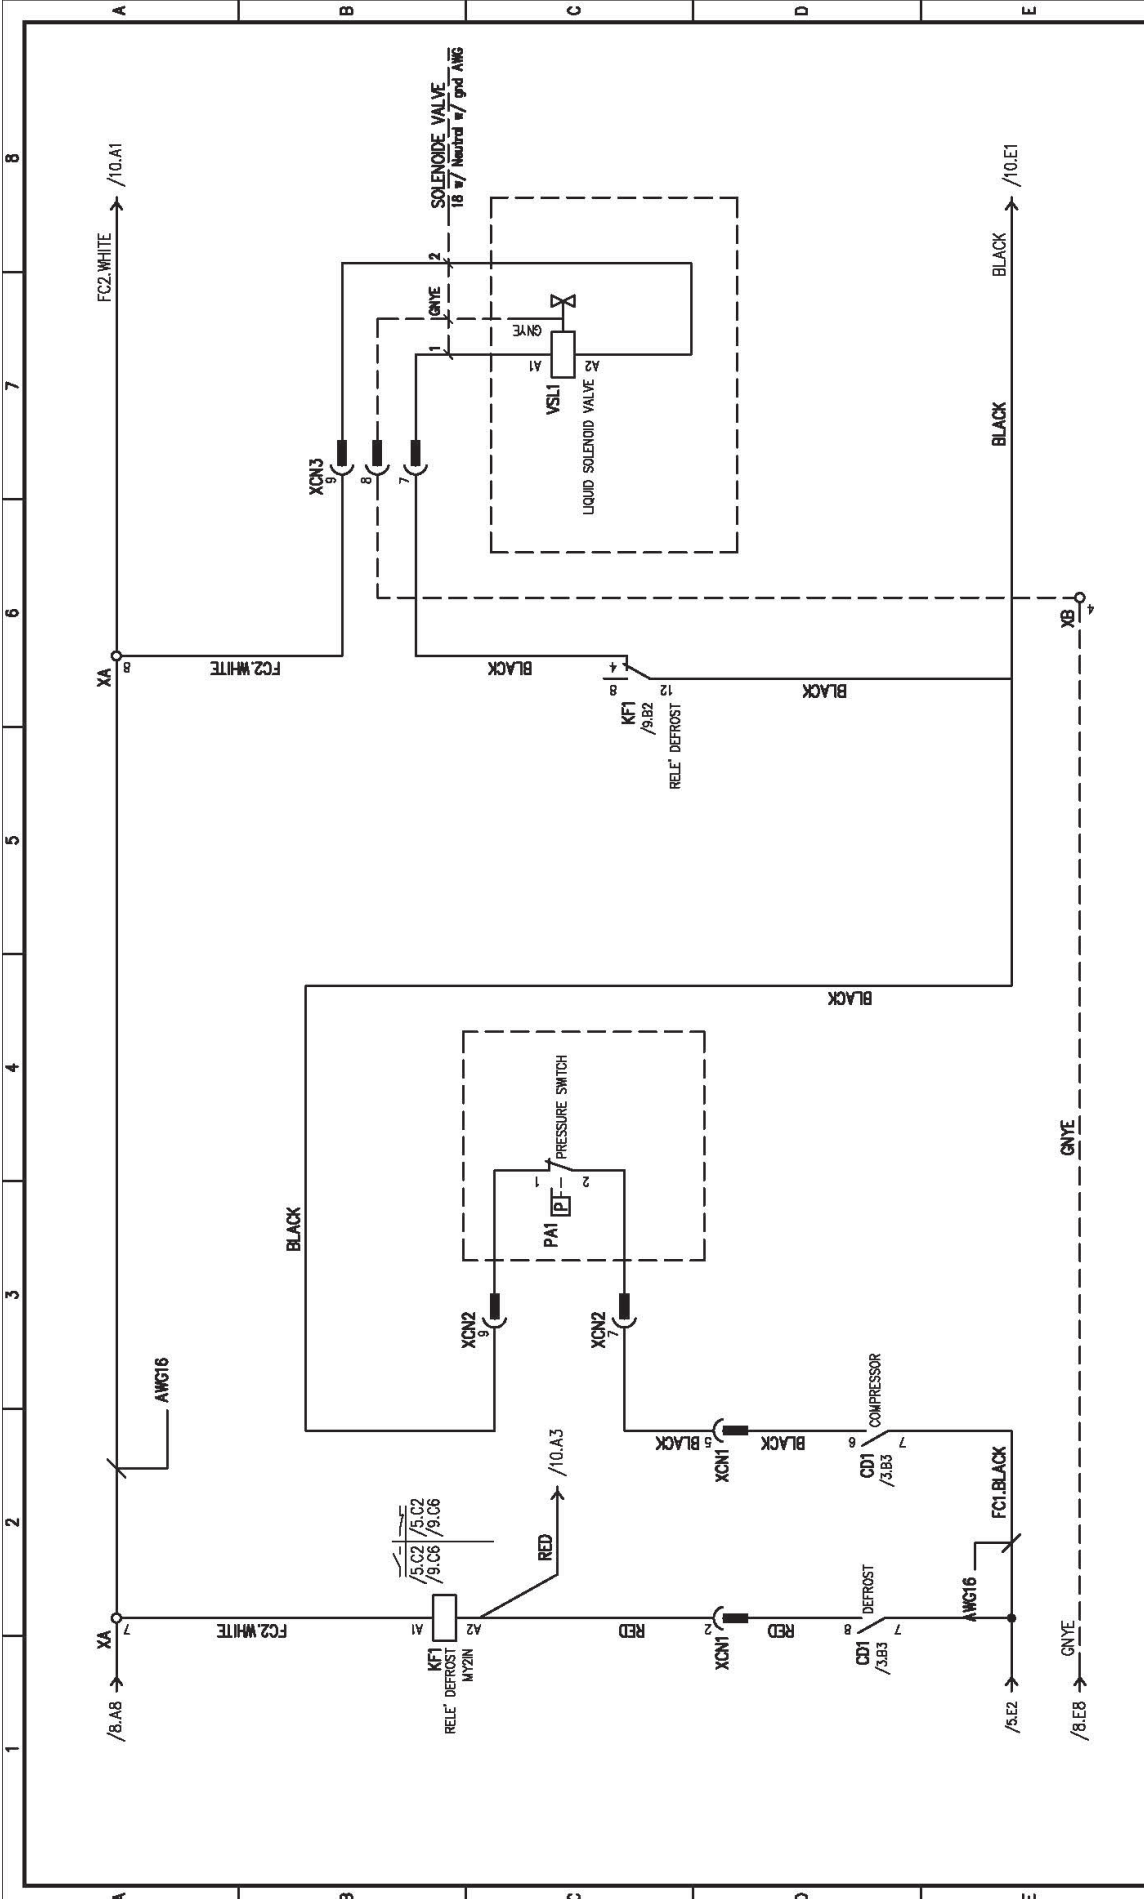 A
B
C
D
E
8
7
6
5
4
3
2
1
FC2.WHITE
/10.A1
SOLENOIDE VALVE
18 w/ Neutral w/ gnd AWG
BLACK
/10.E1
1
GNYE
2
GNYE
A1
A2
VSL1
LIQUID SOLENOID VALVE
XCN3
9
8
7
BLACK
XA
8
FC2.WHITE
BLACK
4
8
12
KF1
/9.B2
RELE' DEFROST
BLACK
XB
4
BLACK
GNYE
BLACK
PRESSURE SWITCH
1
2
PA1
P
XCN2
9
XCN2
7
AWG16
/10.A3
RED
BLACK
5
XCN1
BLACK
6
7
CD1
/3.B3
COMPRESSOR
FC1.BLACK
AWG16
/5.C2
/9.C6
/5.C2
/9.C6
XA
7
FC2.WHITE
A1
A2
KF1
RELE' DEFROST
MY2IN
RED
2
XCN1
RED
8
7
CD1
/3.B3
DEFROST
/8.A8
/5.E2
GNYE
/8.E8
A
B
C
D
E